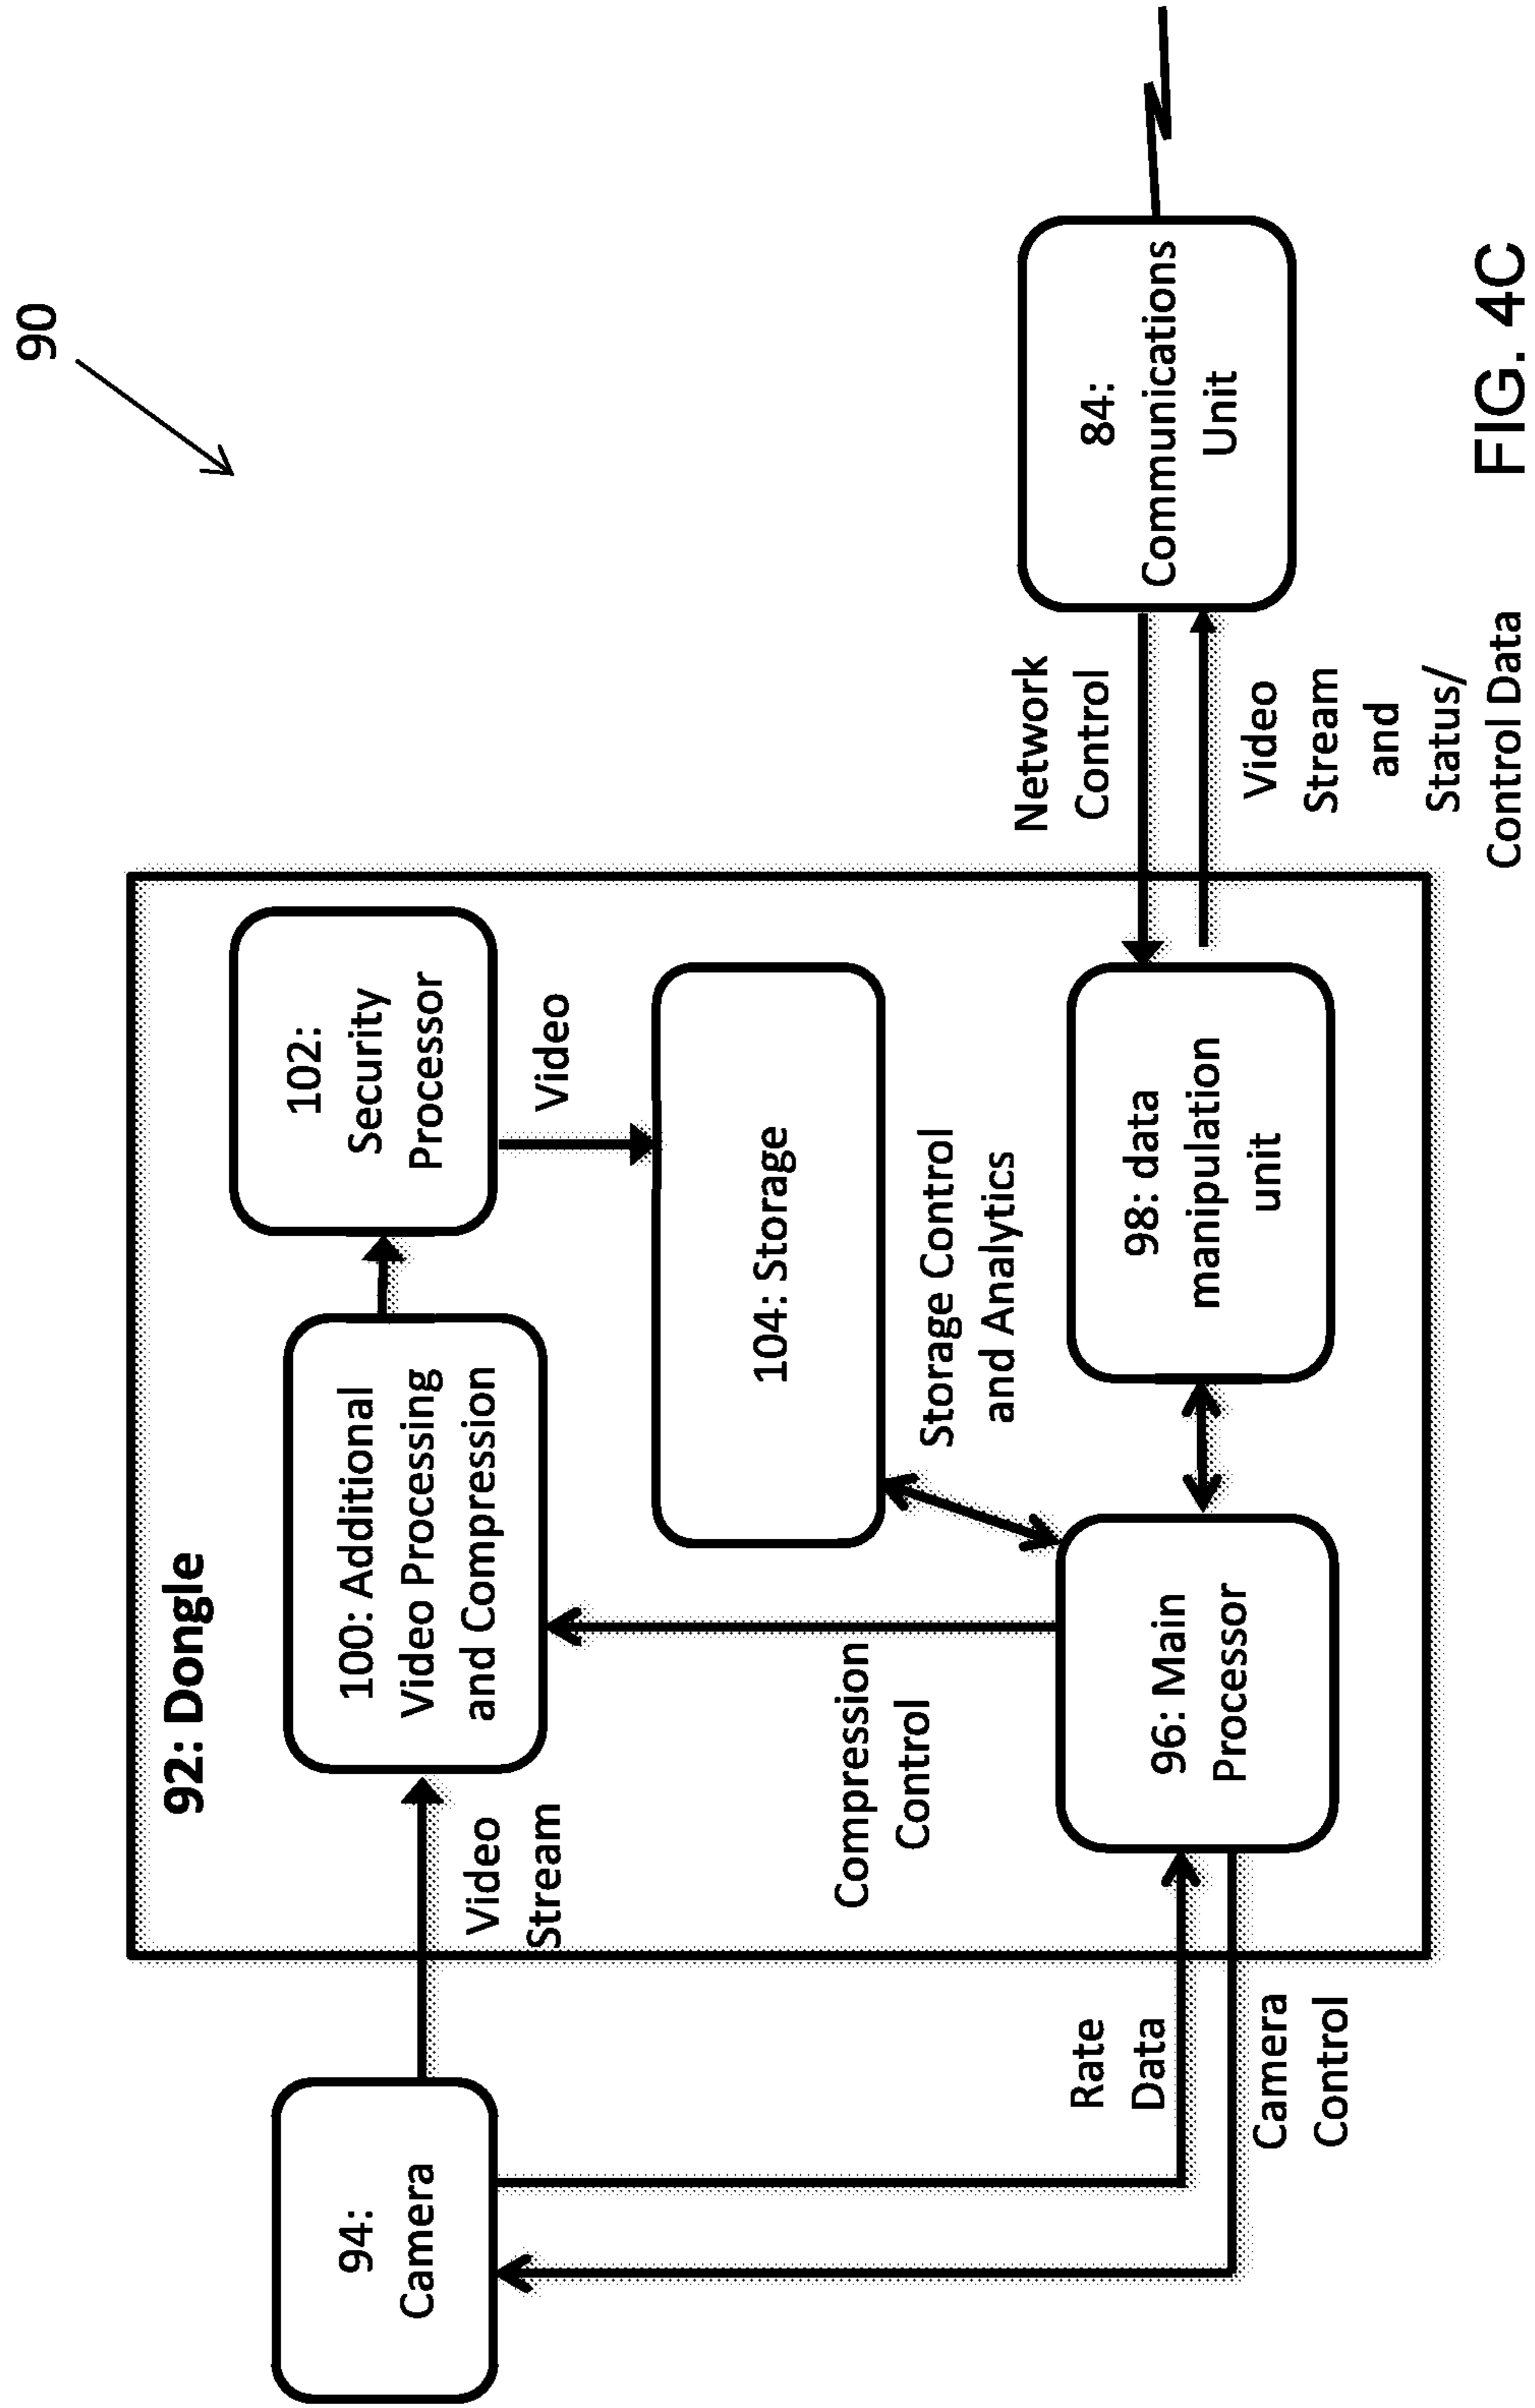 90
92: Dongle
94:
Camera
Video
Stream
100: Additional
Video Processing
and Compression
102:
Security
Processor
Video
104: Storage
Compression
Control
Storage Control
and Analytics
Rate
Data
Camera
Control
96: Main
Processor
98: data
manipulation
unit
Network
Control
Video
Stream
and
Status/
Control Data
84:
Communications
Unit
FIG. 4C